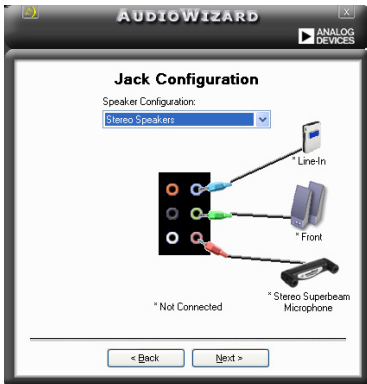 AUDIOWIZARD
ANALOG
DEVICES
Jack Configuration
Speaker Configuration:
Stereo Speakers
* Line-In
* Front
* Not Connected
* Stereo Superbeam
Microphone
< Back
Next >